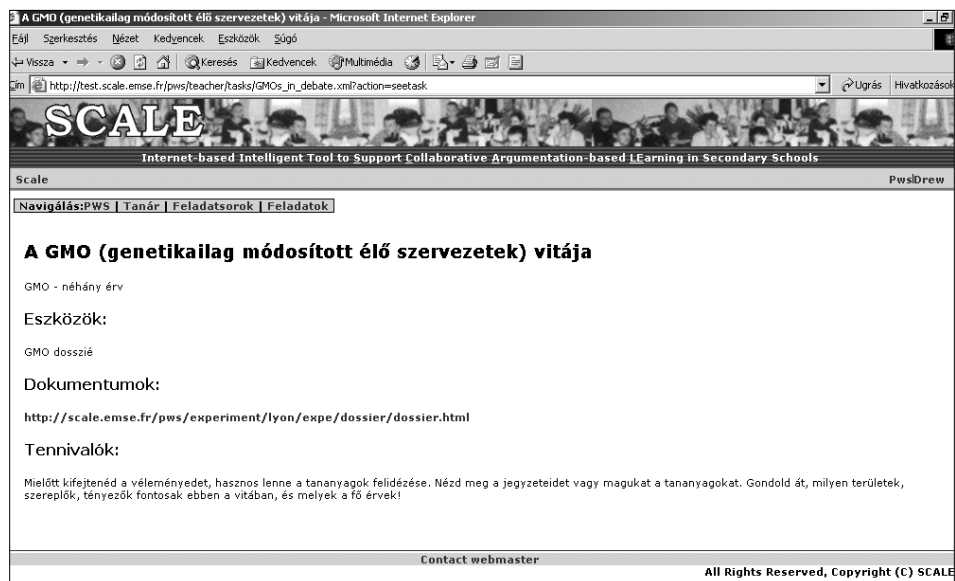 A GMO (genetikailag módosított élő szervezetek) vitája - Microsoft Internet Explorer
Fájl Szerkesztés Nézet Kedvencek Eszközök Súgó
Vissza Keresés Kedvencek Multimédia
Cím http://test.scale.emse.fr/pws/teacher/tasks/GMOs_in_debate.xml?action=seetask Ugrás Hivatkozások
SCALE
Internet-based Intelligent Tool to Support Collaborative Argumentation-based LEarning in Secondary Schools
Scale Pws|Drew
Navigálás:PWS | Tanár | Feladatsorok | Feladatok
A GMO (genetikailag módosított élő szervezetek) vitája
GMO - néhány érv
Eszközök:
GMO dosszié
Dokumentumok:
http://scale.emse.fr/pws/experiment/lyon/expe/dossier/dossier.html
Tennivalók:
Mielőtt kifejtenéd a véleményedet, hasznos lenne a tananyagok felidézése. Nézd meg a jegyzeteidet vagy magukat a tananyagokat. Gondold át, milyen területek,
szereplők, tényezők fontosak ebben a vitában, és melyek a fő érvek!
Contact webmaster
All Rights Reserved, Copyright (C) SCALE